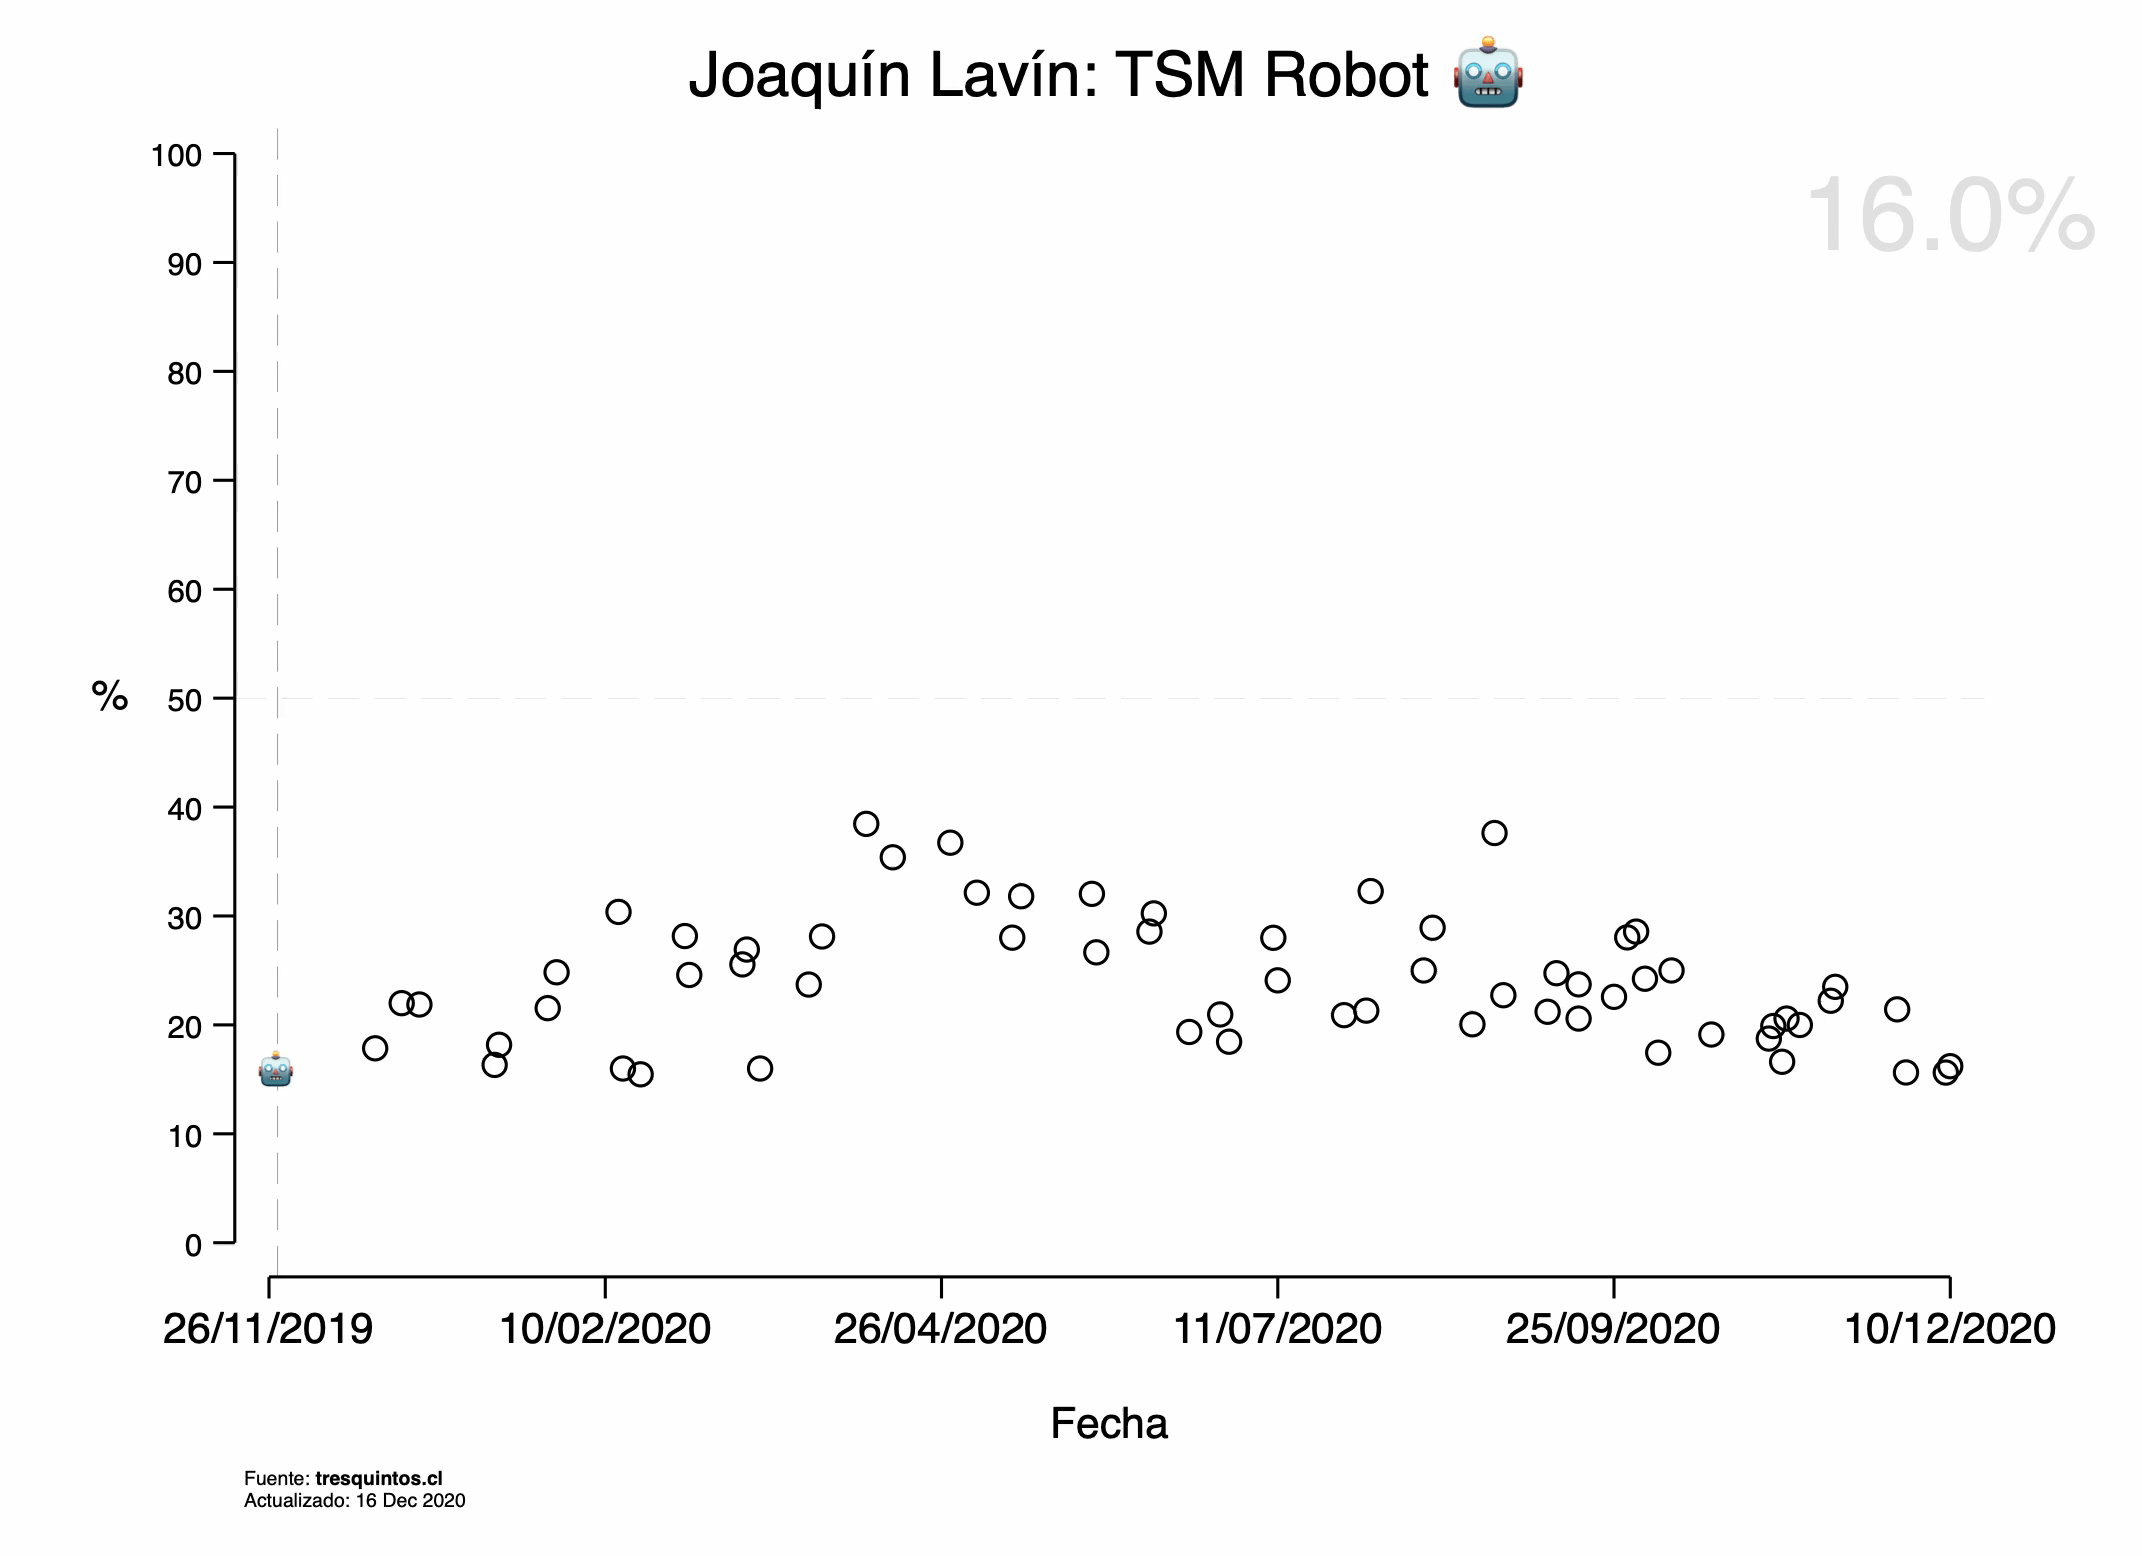 Joaquín Lavín: TSM Robot 🤖
16.0%
100
90
80
70
60
50
40
30
20
10
0
%
26/11/2019 10/02/2020 26/04/2020 11/07/2020 25/09/2020 10/12/2020
Fecha
Fuente: tresquintos.cl
Actualizado: 16 Dec 2020